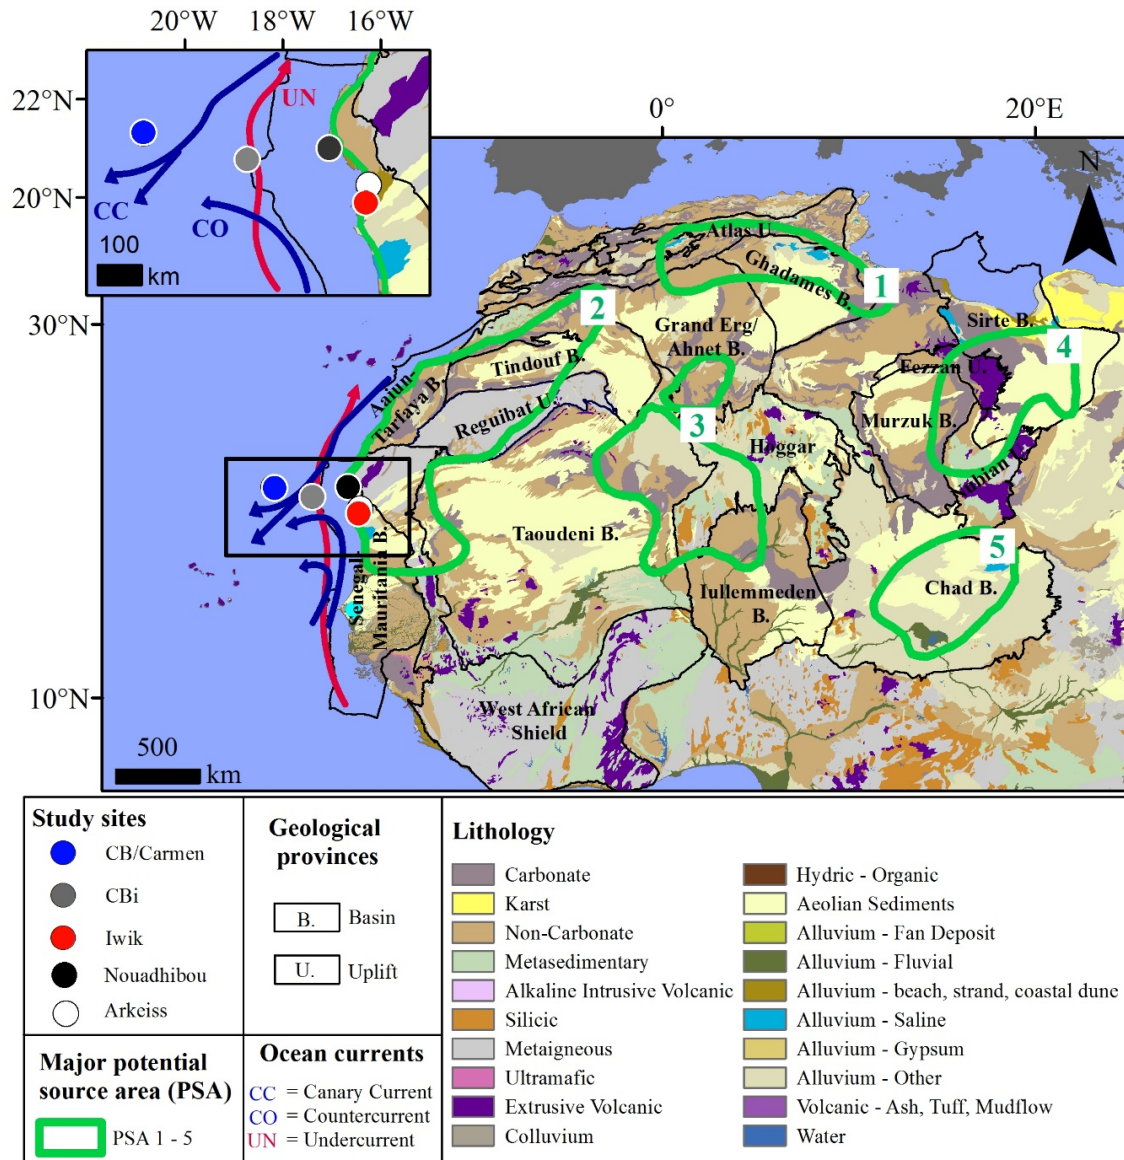 20°W 18°W 16°W
22°N
20°N
UN
CC
CO
100
km
0° 20°E
N
30°N
10°N
Atlas U.
Ghadames B.
1
2
Grand Erg/
Ahnet B.
Sirte B.
4
Fezzan U.
Tindouf B.
Aaiun-
Tarfaya B.
Reguibat U.
Murzuk B.
3
Hoggar
Nubian U.
Taoudeni B.
5
Chad B.
Senegal-
Mauritania B.
Iullemmeden
B.
West African
Shield
500
km
Study sites
CB/Carmen
CBi
Iwik
Nouadhibou
Arkeiss
Major potential
source area (PSA)
PSA 1 - 5
Geological
provinces
B. Basin
U. Uplift
Ocean currents
CC = Canary Current
CO = Countercurrent
UN = Undercurrent
Lithology
Carbonate
Karst
Non-Carbonate
Metasedimentary
Alkaline Intrusive Volcanic
Silicic
Metaigneous
Ultramafic
Extrusive Volcanic
Colluvium
Hydric - Organic
Aeolian Sediments
Alluvium - Fan Deposit
Alluvium - Fluvial
Alluvium - beach, strand, coastal dune
Alluvium - Saline
Alluvium - Gypsum
Alluvium - Other
Volcanic - Ash, Tuff, Mudflow
Water